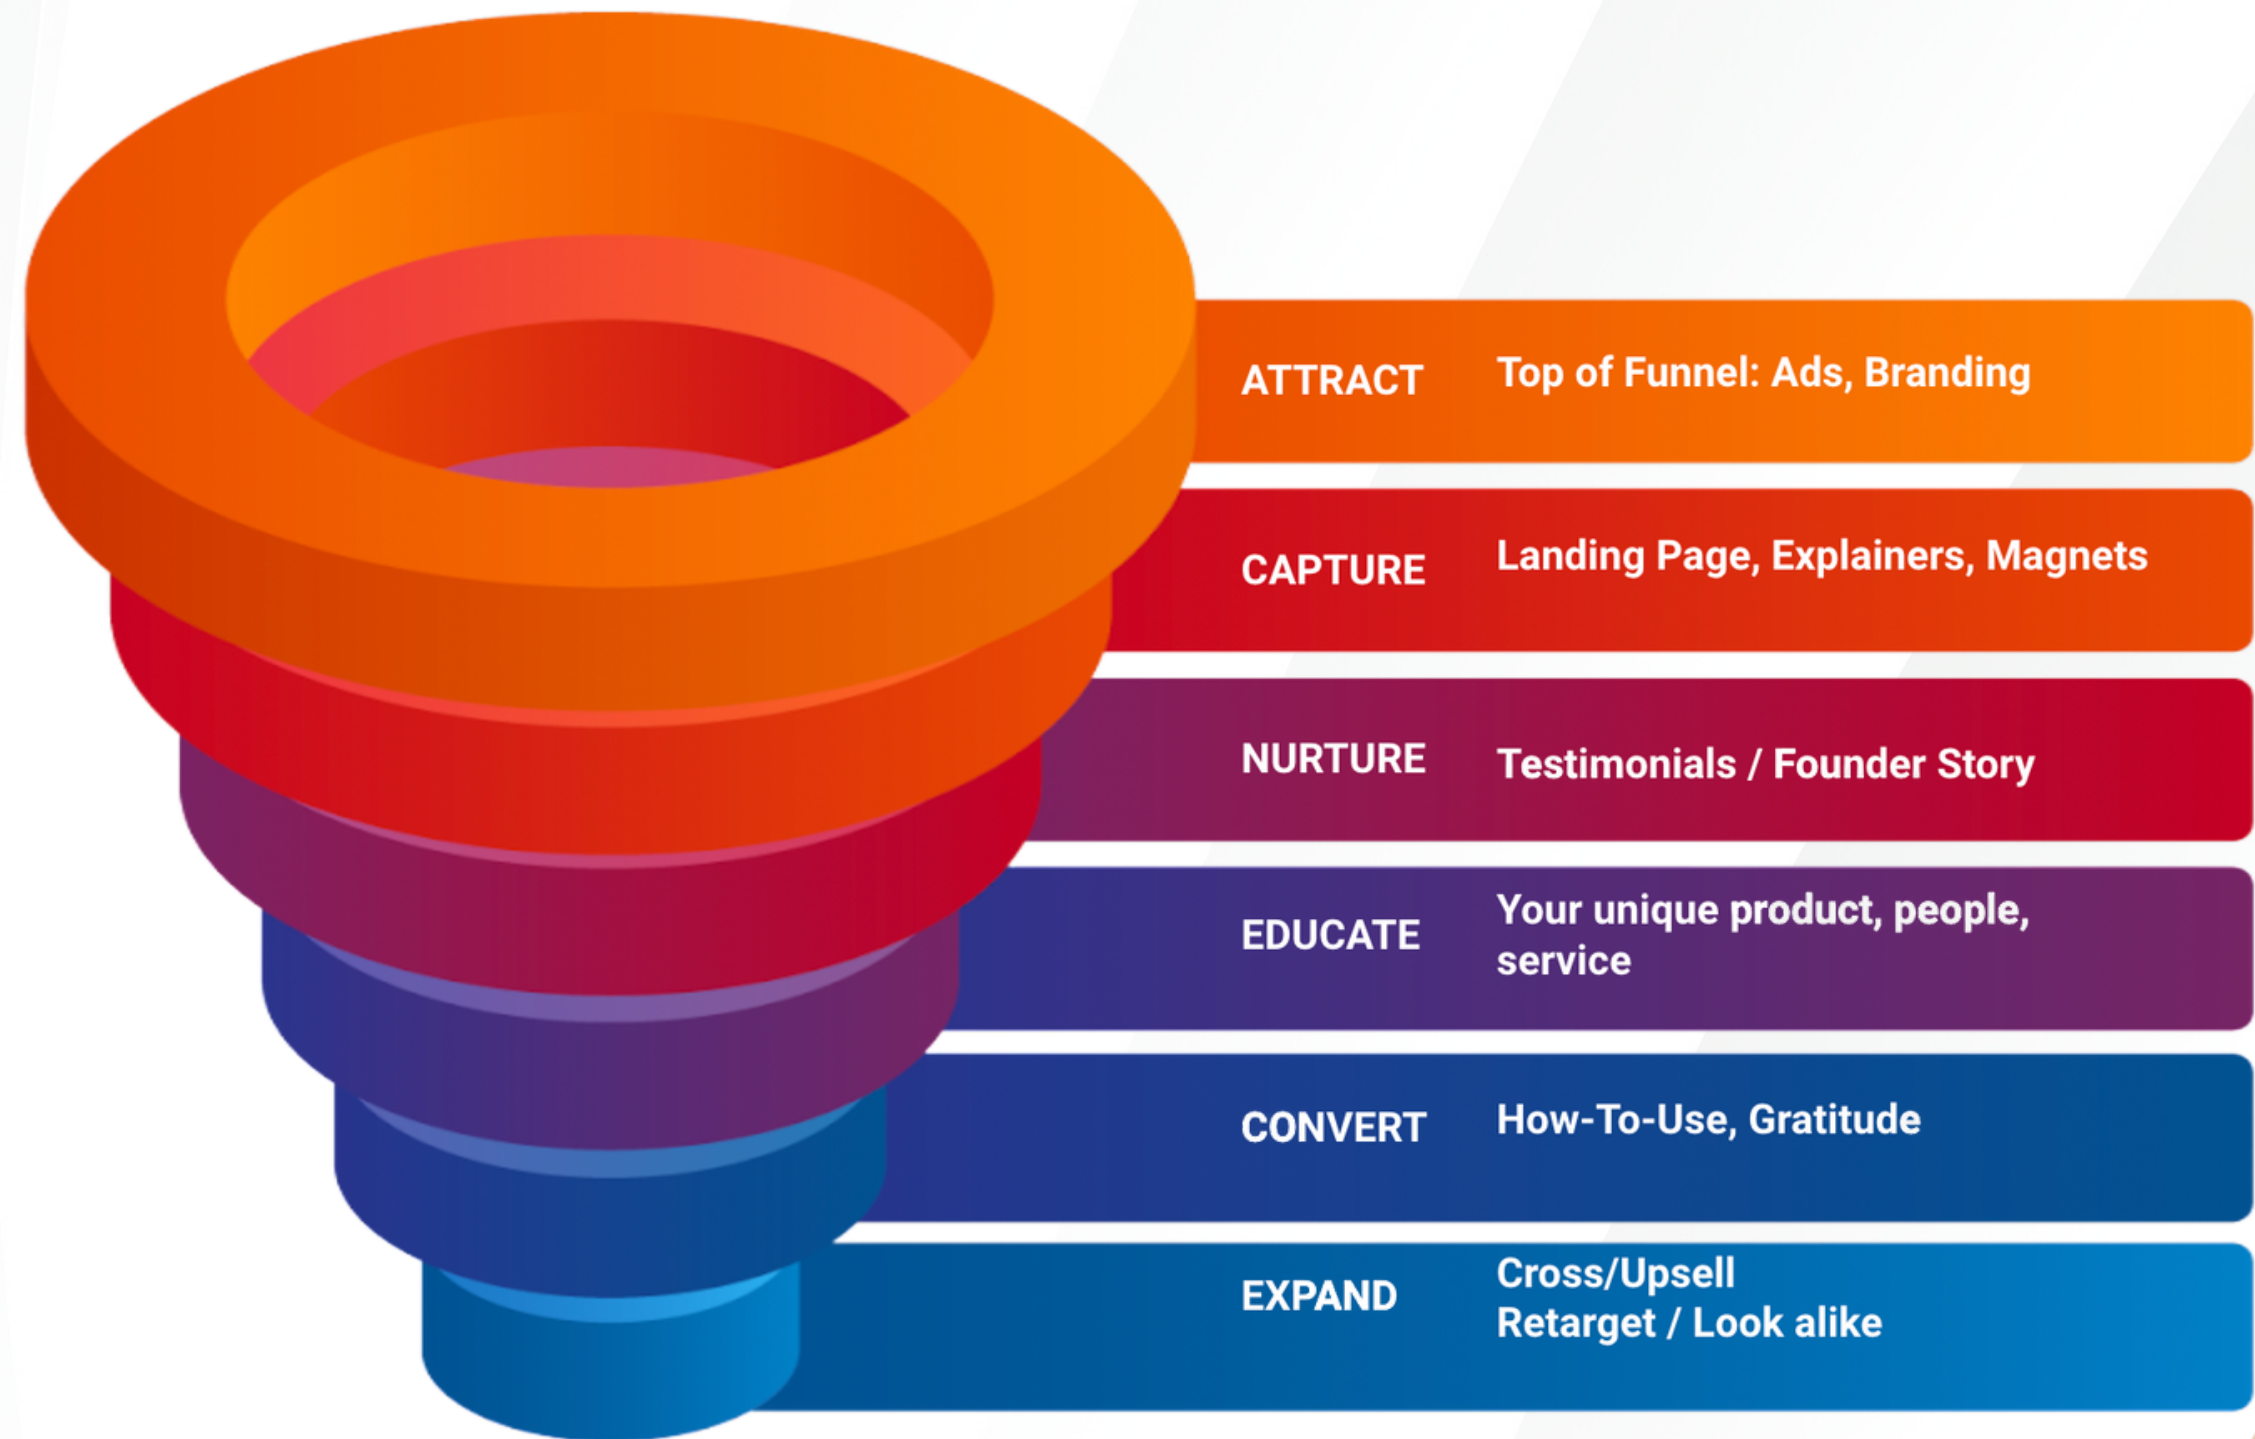 ATTRACT Top of Funnel: Ads, Branding
CAPTURE Landing Page, Explainers, Magnets
NURTURE Testimonials / Founder Story
EDUCATE Your unique product, people,
service
CONVERT How-To-Use, Gratitude
EXPAND Cross/Upsell
Retarget / Look alike